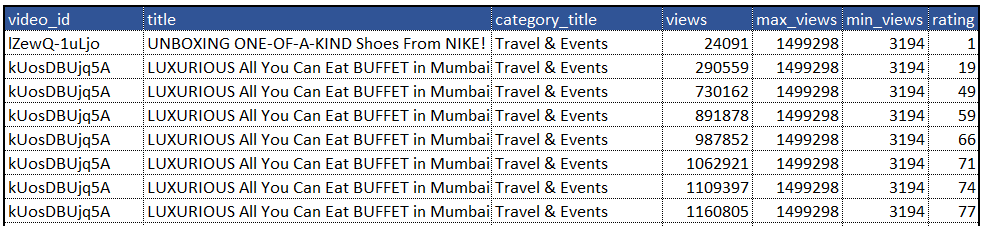 video_id title category_title views max_views min_views rating
lZewQ-1uLjo UNBOXING ONE-OF-A-KIND Shoes From NIKE! Travel & Events 24091 1499298 3194 1
kUosDBUjq5A LUXURIOUS All You Can Eat BUFFET in Mumbai Travel & Events 290559 1499298 3194 19
kUosDBUjq5A LUXURIOUS All You Can Eat BUFFET in Mumbai Travel & Events 730162 1499298 3194 49
kUosDBUjq5A LUXURIOUS All You Can Eat BUFFET in Mumbai Travel & Events 891878 1499298 3194 59
kUosDBUjq5A LUXURIOUS All You Can Eat BUFFET in Mumbai Travel & Events 987852 1499298 3194 66
kUosDBUjq5A LUXURIOUS All You Can Eat BUFFET in Mumbai Travel & Events 1062921 1499298 3194 71
kUosDBUjq5A LUXURIOUS All You Can Eat BUFFET in Mumbai Travel & Events 1109397 1499298 3194 74
kUosDBUjq5A LUXURIOUS All You Can Eat BUFFET in Mumbai Travel & Events 1160805 1499298 3194 77